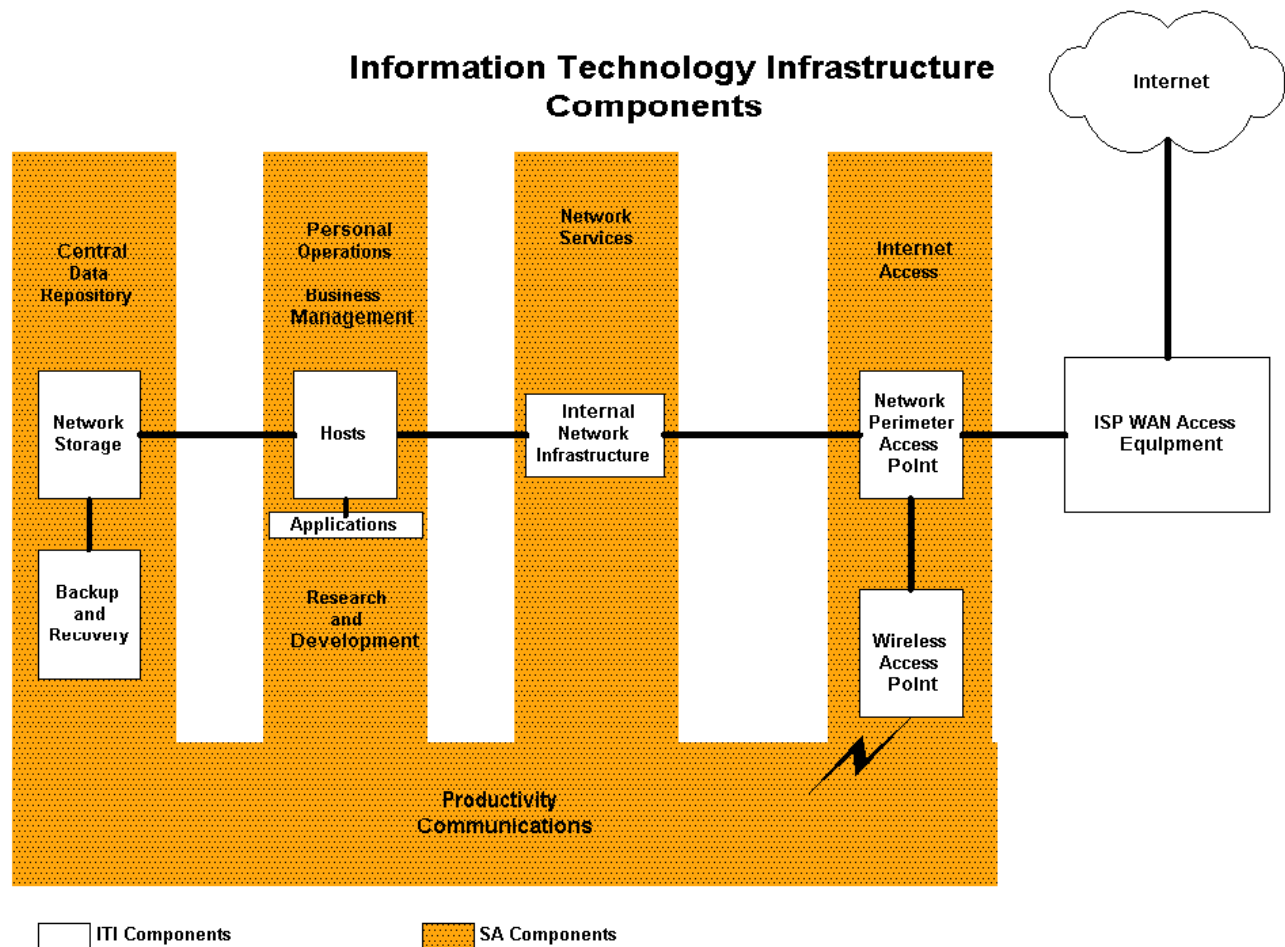 Information Technology Infrastructure
Components
Internet
Central
Data
Repository
Personal
Operations
Business
Management
Network
Services
Internet
Access
Network
Storage
Hosts
Applications
Internal
Network
Infrastructure
Network
Perimeter
Access
Point
ISP WAN Access
Equipment
Backup
and
Recovery
Research
and
Development
Wireless
Access
Point
Productivity
Communications
ITI Components
SA Components